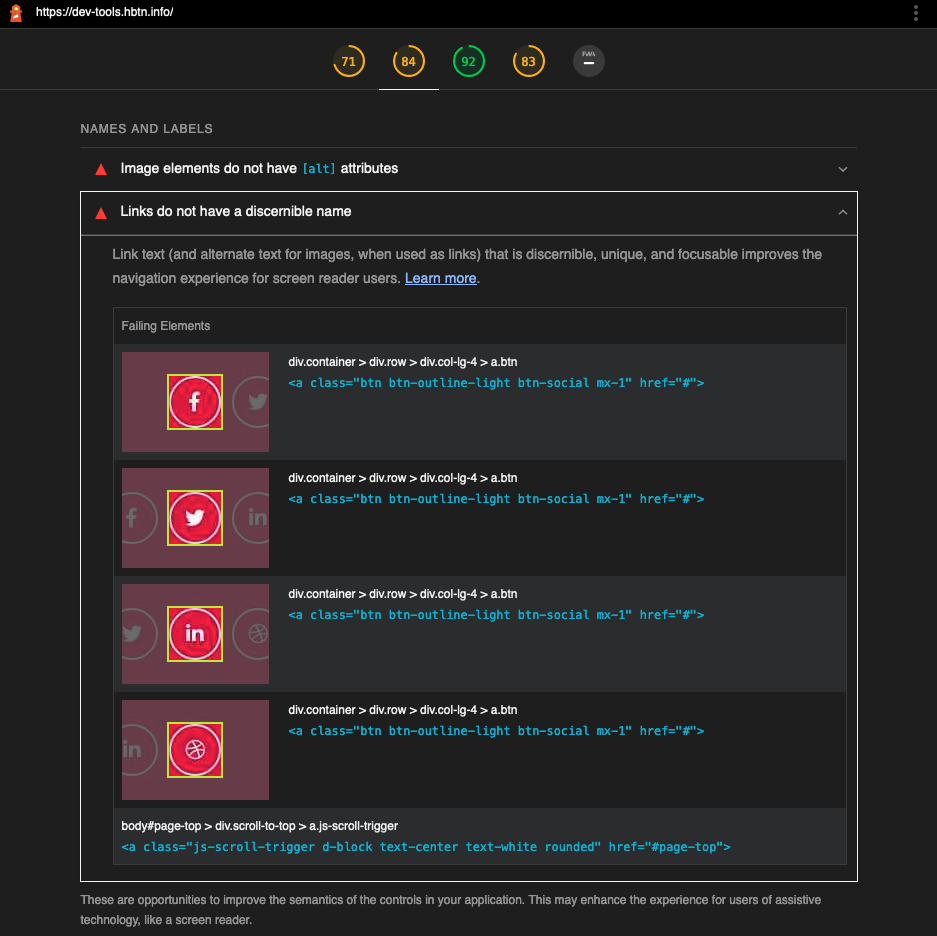 https://dev-tools.hbtn.info/
71 84 92 83 PWA
NAMES AND LABELS
Image elements do not have [alt] attributes
Links do not have a discernible name
Link text (and alternate text for images, when used as links) that is discernible, unique, and focusable improves the
navigation experience for screen reader users. Learn more.
Failing Elements
div.container > div.row > div.col-lg-4 > a.btn
<a class="btn btn-outline-light btn-social mx-1" href="#">
div.container > div.row > div.col-lg-4 > a.btn
<a class="btn btn-outline-light btn-social mx-1" href="#">
div.container > div.row > div.col-lg-4 > a.btn
<a class="btn btn-outline-light btn-social mx-1" href="#">
div.container > div.row > div.col-lg-4 > a.btn
<a class="btn btn-outline-light btn-social mx-1" href="#">
body#page-top > div.scroll-to-top > a.js-scroll-trigger
<a class="js-scroll-trigger d-block text-center text-white rounded" href="#page-top">
These are opportunities to improve the semantics of the controls in your application. This may enhance the experience for users of assistive
technology, like a screen reader.